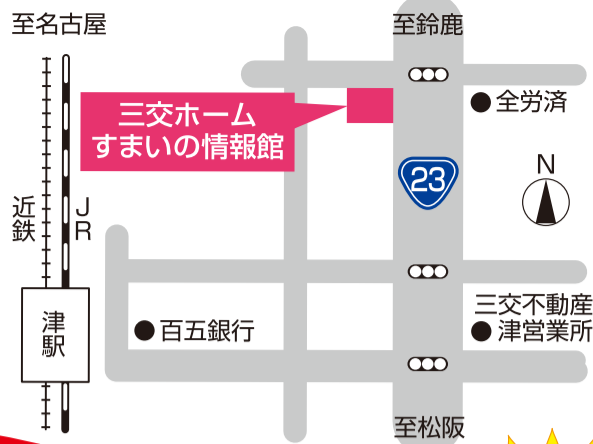 至名古屋
至鈴鹿
三交ホーム
すまいの情報館
全労済
23
N
近鉄
JR
津駅
百五銀行
三交不動産
津営業所
至松阪